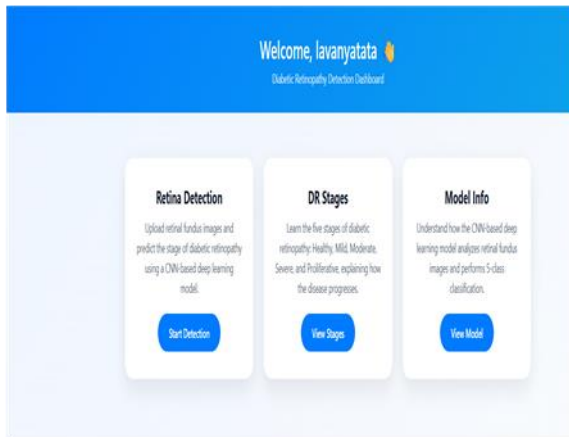 Welcome, lavanyatata 👋
Diabetic Retinopathy Detection Dashboard
Retina Detection
Upload retinal fundus images and
predict the stage of diabetic retinopathy
using a CNN-based deep learning
model.
Start Detection
DR Stages
Learn the five stages of diabetic
retinopathy: Healthy, Mild, Moderate,
Severe, and Proliferative, explaining how
the disease progresses.
View Stages
Model Info
Understand how the CNN-based deep
learning model analyzes retinal fundus
images and performs 5-class
classification.
View Model